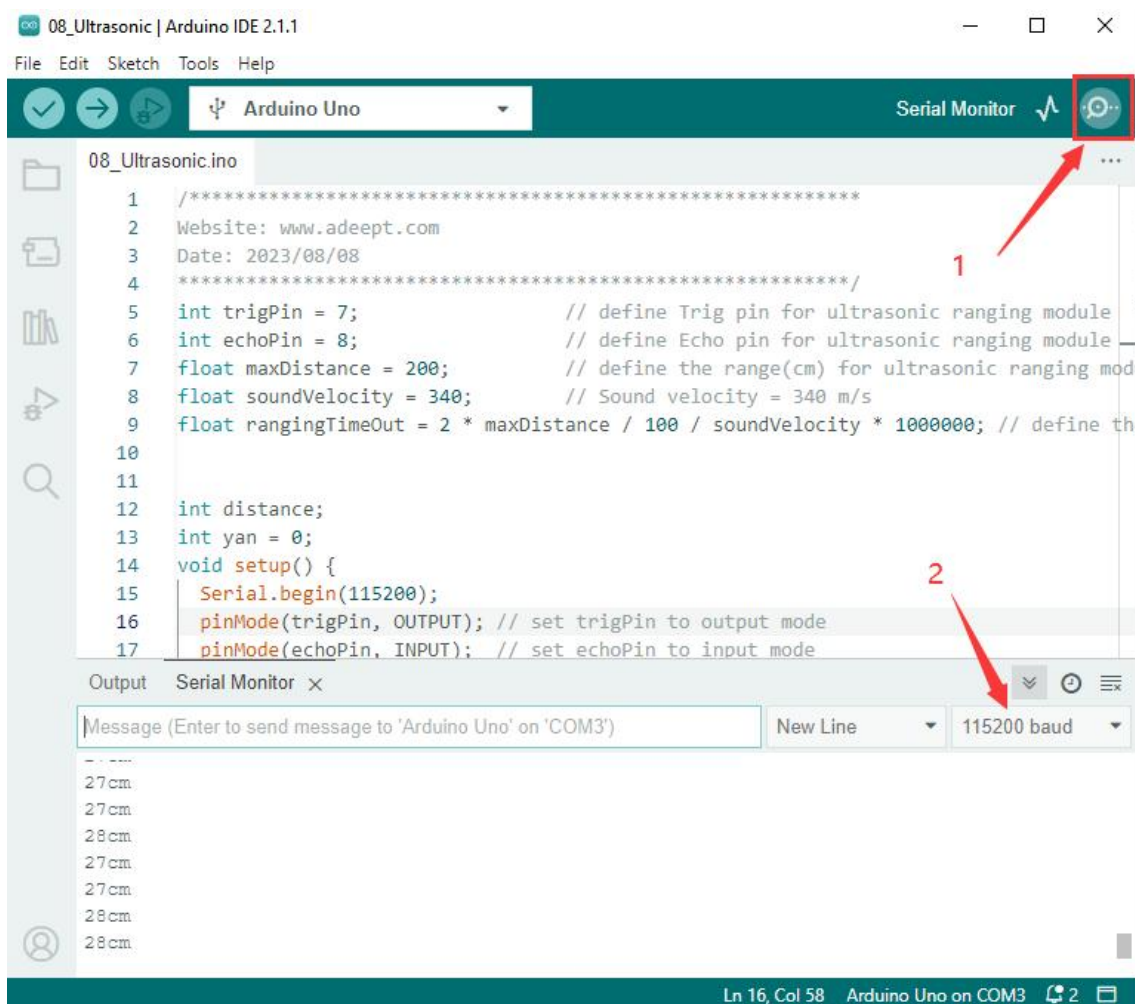 08_Ultrasonic | Arduino IDE 2.1.1
File Edit Sketch Tools Help
Arduino Uno
Serial Monitor
08_Ultrasonic.ino
1 /***********************************************************
2 Website: www.adeept.com
3 Date: 2023/08/08
4 ***********************************************************/
5 int trigPin = 7; // define Trig pin for ultrasonic ranging module
6 int echoPin = 8; // define Echo pin for ultrasonic ranging module
7 float maxDistance = 200; // define the range(cm) for ultrasonic ranging mod
8 float soundVelocity = 340; // Sound velocity = 340 m/s
9 float rangingTimeOut = 2 * maxDistance / 100 / soundVelocity * 1000000; // define th
10
11
12 int distance;
13 int yan = 0;
14 void setup() {
15 Serial.begin(115200);
16 pinMode(trigPin, OUTPUT); // set trigPin to output mode
17 pinMode(echoPin, INPUT); // set echoPin to input mode
1
2
Output Serial Monitor ×
Message (Enter to send message to 'Arduino Uno' on 'COM3')
New Line
115200 baud
27cm
27cm
28cm
27cm
27cm
28cm
28cm
Ln 16, Col 58 Arduino Uno on COM3 2